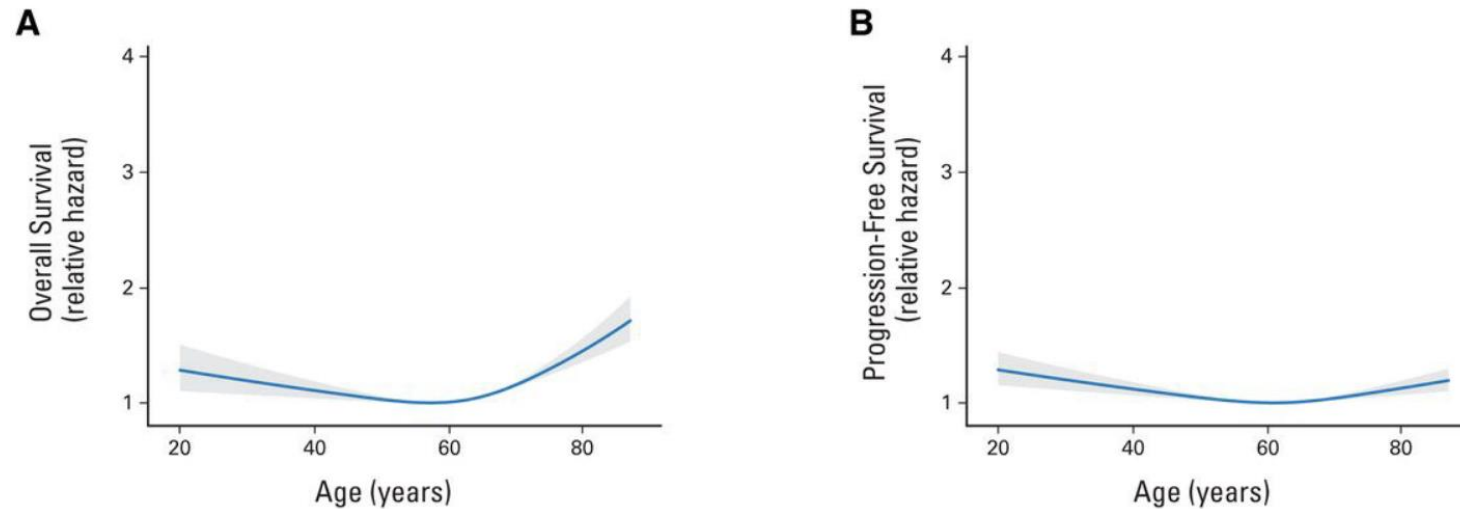 A
Overall Survival
(relative hazard)
4
3
2
1
20 40 60 80
Age (years)
B
Progression-Free Survival
(relative hazard)
4
3
2
1
20 40 60 80
Age (years)